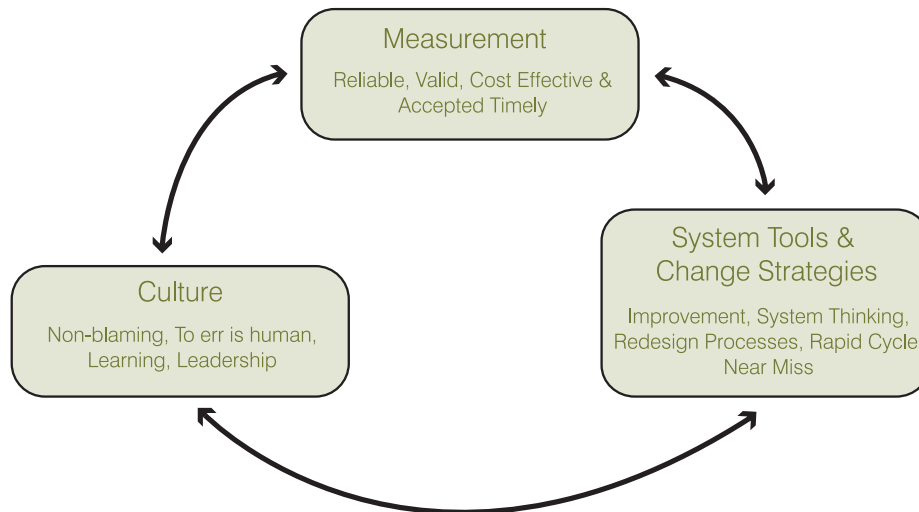 Measurement
Reliable, Valid, Cost Effective &
Accepted Timely
System Tools &
Change Strategies
Improvement, System Thinking,
Redesign Processes, Rapid Cycle
Near Miss
Culture
Non-blaming, To err is human,
Learning, Leadership